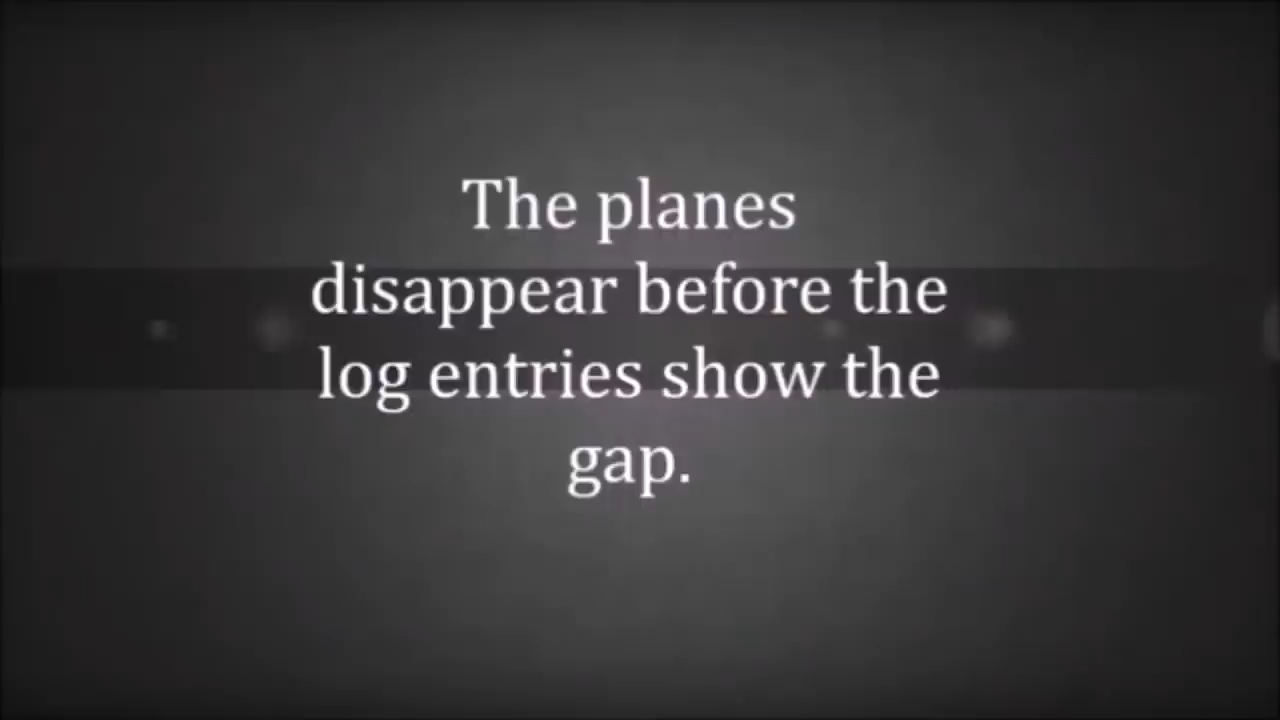 The planes
disappear before the
log entries show the
gap.